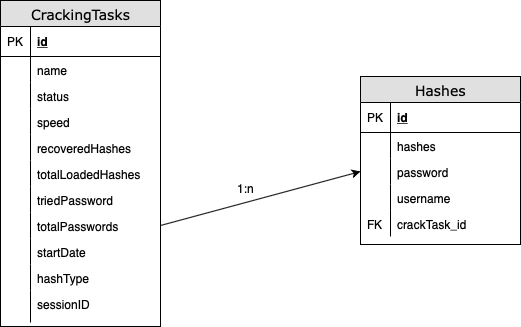 CrackingTasks
PK id
name
status
speed
recoveredHashes
totalLoadedHashes
triedPassword
totalPasswords
startDate
hashType
sessionID
1:n
Hashes
PK id
hashes
password
username
FK crackTask_id